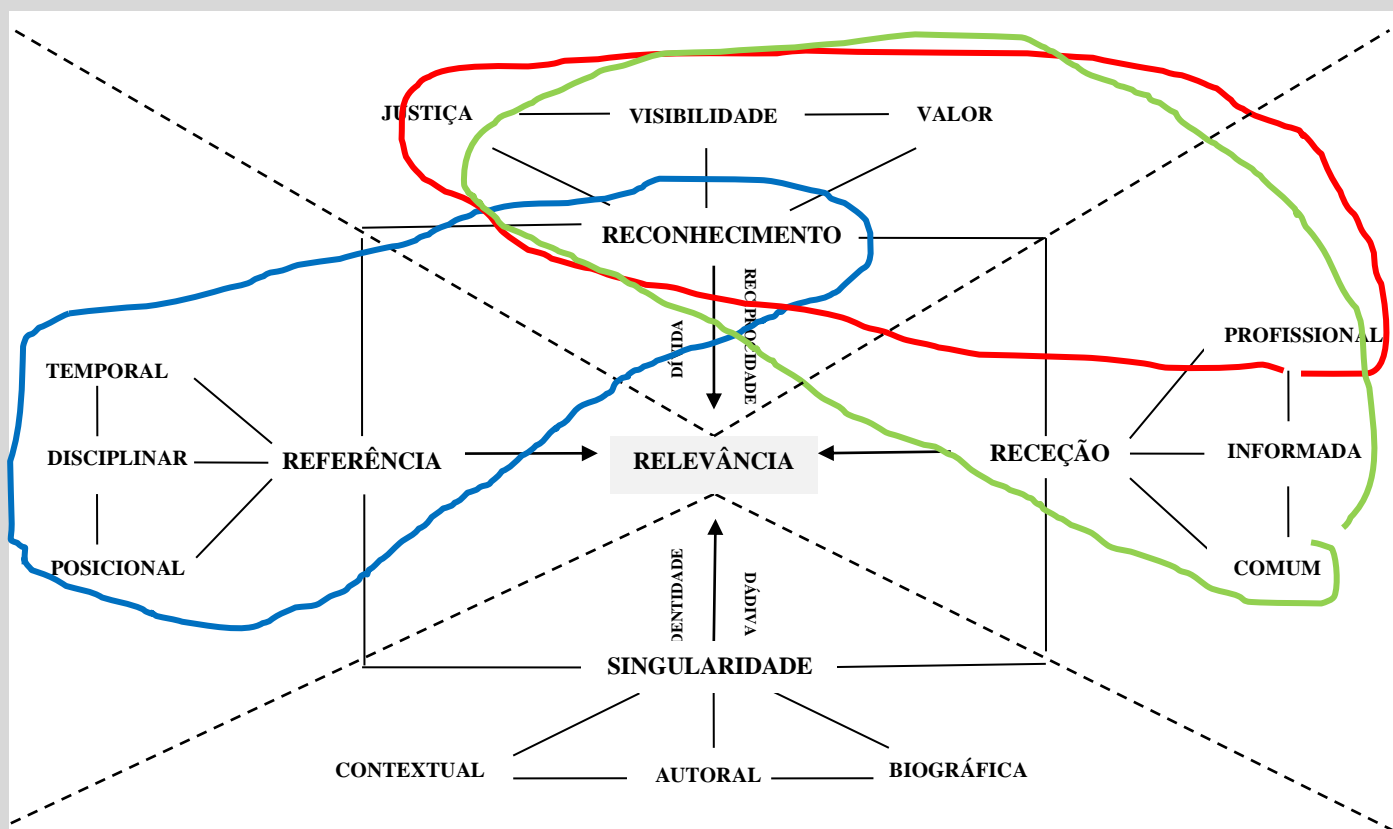 JUSTIÇA
VISIBILIDADE
VALOR
RECONHECIMENTO
DÍVIDA
RECIPROCIDADE
PROFISSIONAL
TEMPORAL
DISCIPLINAR
REFERÊNCIA
RELEVÂNCIA
RECEÇÃO
INFORMADA
POSICIONAL
COMUM
IDENTIDADE
DÁDIVA
SINGULARIDADE
CONTEXTUAL
AUTORAL
BIOGRÁFICA